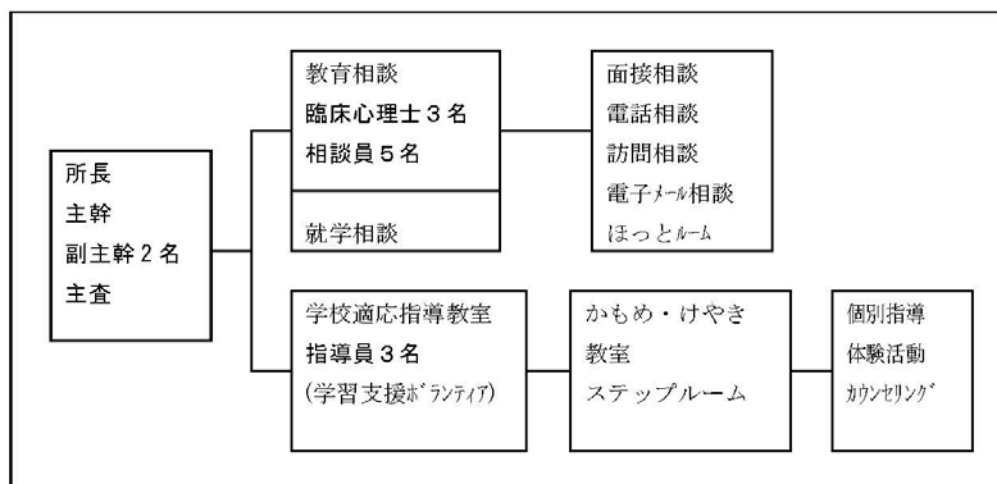 所長
主幹
副主幹２名
主査
教育相談
臨床心理士３名
相談員５名
就学相談
面接相談
電話相談
訪問相談
電子ﾒｰﾙ相談
ほっとﾙｰﾑ
学校適応指導教室
指導員３名
(学習支援ﾎﾞﾗﾝﾃｨｱ)
かもめ・けやき
教室
ステップルーム
個別指導
体験活動
ｶｳﾝｾﾘﾝｸﾞ